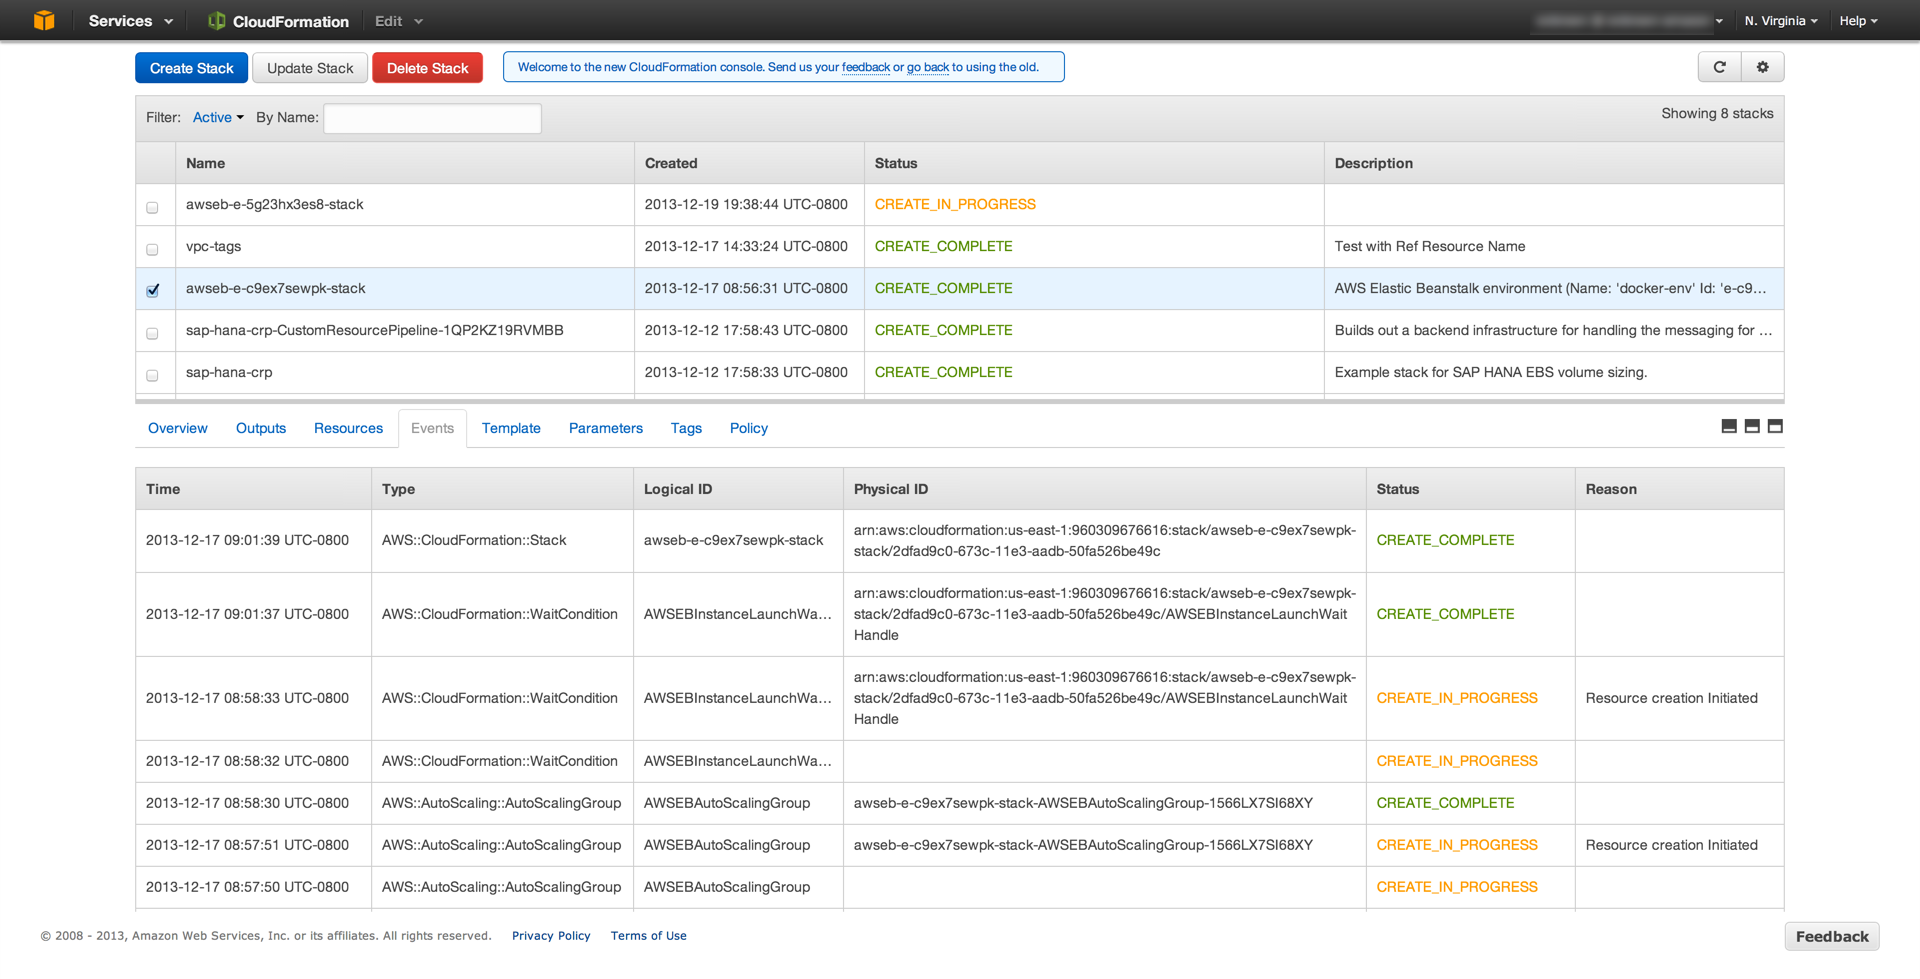 Services CloudFormation Edit N. Virginia Help
Create Stack Update Stack Delete Stack Welcome to the new CloudFormation console. Send us your feedback or go back to using the old.
Filter: Active By Name: Showing 8 stacks
Name Created Status Description
awseb-e-5g23hx3es8-stack 2013-12-19 19:38:44 UTC-0800 CREATE_IN_PROGRESS
vpc-tags 2013-12-17 14:33:24 UTC-0800 CREATE_COMPLETE Test with Ref Resource Name
awseb-e-c9ex7sewpk-stack 2013-12-17 08:56:31 UTC-0800 CREATE_COMPLETE AWS Elastic Beanstalk environment (Name: 'docker-env' Id: 'e-c9...
sap-hana-crp-CustomResourcePipeline-1QP2KZ19RVMBB 2013-12-12 17:58:43 UTC-0800 CREATE_COMPLETE Builds out a backend infrastructure for handling the messaging for ...
sap-hana-crp 2013-12-12 17:58:33 UTC-0800 CREATE_COMPLETE Example stack for SAP HANA EBS volume sizing.
Overview Outputs Resources Events Template Parameters Tags Policy
Time Type Logical ID Physical ID Status Reason
2013-12-17 09:01:39 UTC-0800 AWS::CloudFormation::Stack awseb-e-c9ex7sewpk-stack arn:aws:cloudformation:us-east-1:960309676616:stack/awseb-e-c9ex7sewpk-
stack/2dfad9c0-673c-11e3-aadb-50fa526be49c CREATE_COMPLETE
2013-12-17 09:01:37 UTC-0800 AWS::CloudFormation::WaitCondition AWSEBInstanceLaunchWa... arn:aws:cloudformation:us-east-1:960309676616:stack/awseb-e-c9ex7sewpk-
stack/2dfad9c0-673c-11e3-aadb-50fa526be49c/AWSEBInstanceLaunchWait
Handle CREATE_COMPLETE
2013-12-17 08:58:33 UTC-0800 AWS::CloudFormation::WaitCondition AWSEBInstanceLaunchWa... arn:aws:cloudformation:us-east-1:960309676616:stack/awseb-e-c9ex7sewpk-
stack/2dfad9c0-673c-11e3-aadb-50fa526be49c/AWSEBInstanceLaunchWait
Handle CREATE_IN_PROGRESS Resource creation Initiated
2013-12-17 08:58:32 UTC-0800 AWS::CloudFormation::WaitCondition AWSEBInstanceLaunchWa... CREATE_IN_PROGRESS
2013-12-17 08:58:30 UTC-0800 AWS::AutoScaling::AutoScalingGroup AWSEBAutoScalingGroup awseb-e-c9ex7sewpk-stack-AWSEBAutoScalingGroup-1566LX7SI68XY CREATE_COMPLETE
2013-12-17 08:57:51 UTC-0800 AWS::AutoScaling::AutoScalingGroup AWSEBAutoScalingGroup awseb-e-c9ex7sewpk-stack-AWSEBAutoScalingGroup-1566LX7SI68XY CREATE_IN_PROGRESS Resource creation Initiated
2013-12-17 08:57:50 UTC-0800 AWS::AutoScaling::AutoScalingGroup AWSEBAutoScalingGroup CREATE_IN_PROGRESS
© 2008 - 2013, Amazon Web Services, Inc. or its affiliates. All rights reserved. Privacy Policy Terms of Use Feedback